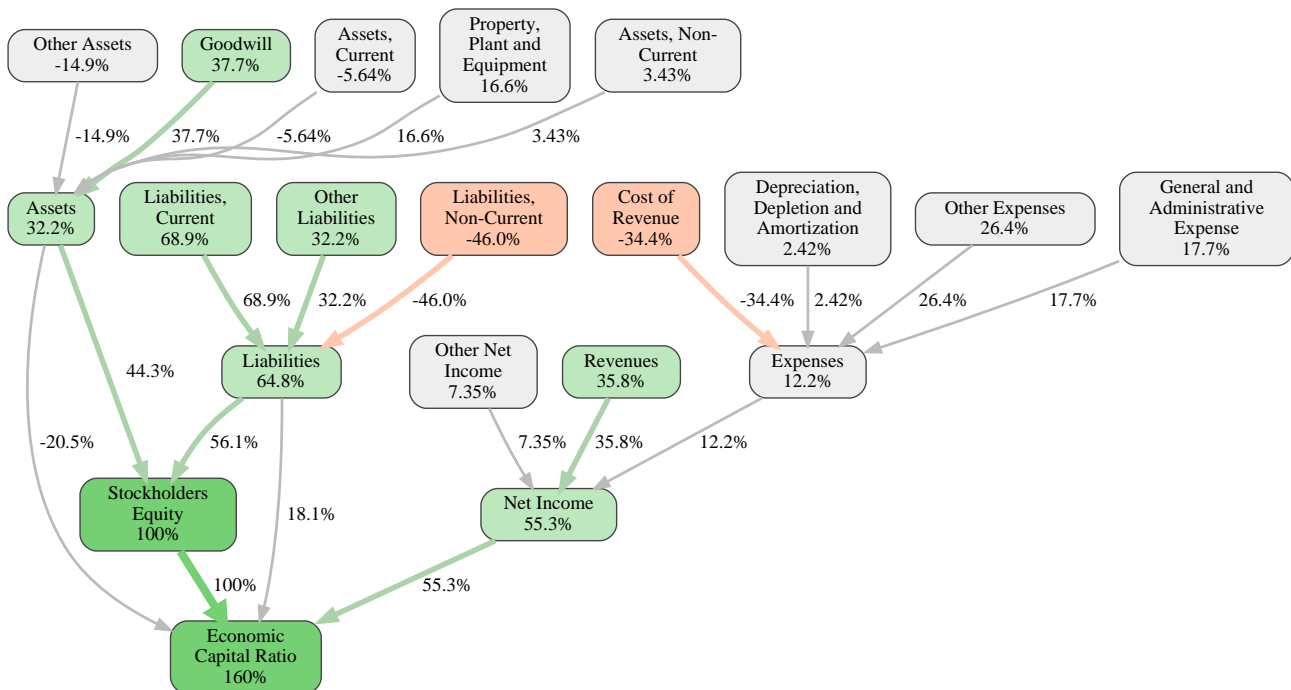 Other Assets
-14.9%
Goodwill
37.7%
Assets,
Current
-5.64%
Property,
Plant and
Equipment
16.6%
Assets, Non-
Current
3.43%
-14.9%
37.7%
-5.64%
16.6%
3.43%
Assets
32.2%
Liabilities,
Current
68.9%
Other
Liabilities
32.2%
Liabilities,
Non-Current
-46.0%
Cost of
Revenue
-34.4%
Depreciation,
Depletion and
Amortization
2.42%
Other Expenses
26.4%
General and
Administrative
Expense
17.7%
68.9%
32.2%
-46.0%
-34.4%
2.42%
26.4%
17.7%
Liabilities
64.8%
Other Net
Income
7.35%
Revenues
35.8%
Expenses
12.2%
44.3%
-20.5%
56.1%
7.35%
35.8%
12.2%
Stockholders
Equity
100%
18.1%
Net Income
55.3%
100%
55.3%
Economic
Capital Ratio
160%